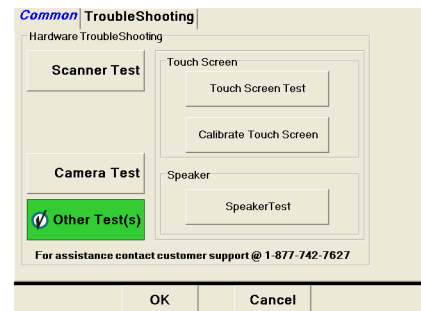 Common TroubleShooting
Hardware TroubleShooting
Scanner Test
Touch Screen
Touch Screen Test
Calibrate Touch Screen
Camera Test
Speaker
SpeakerTest
Other Test(s)
For assistance contact customer support @ 1-877-742-7627
OK Cancel